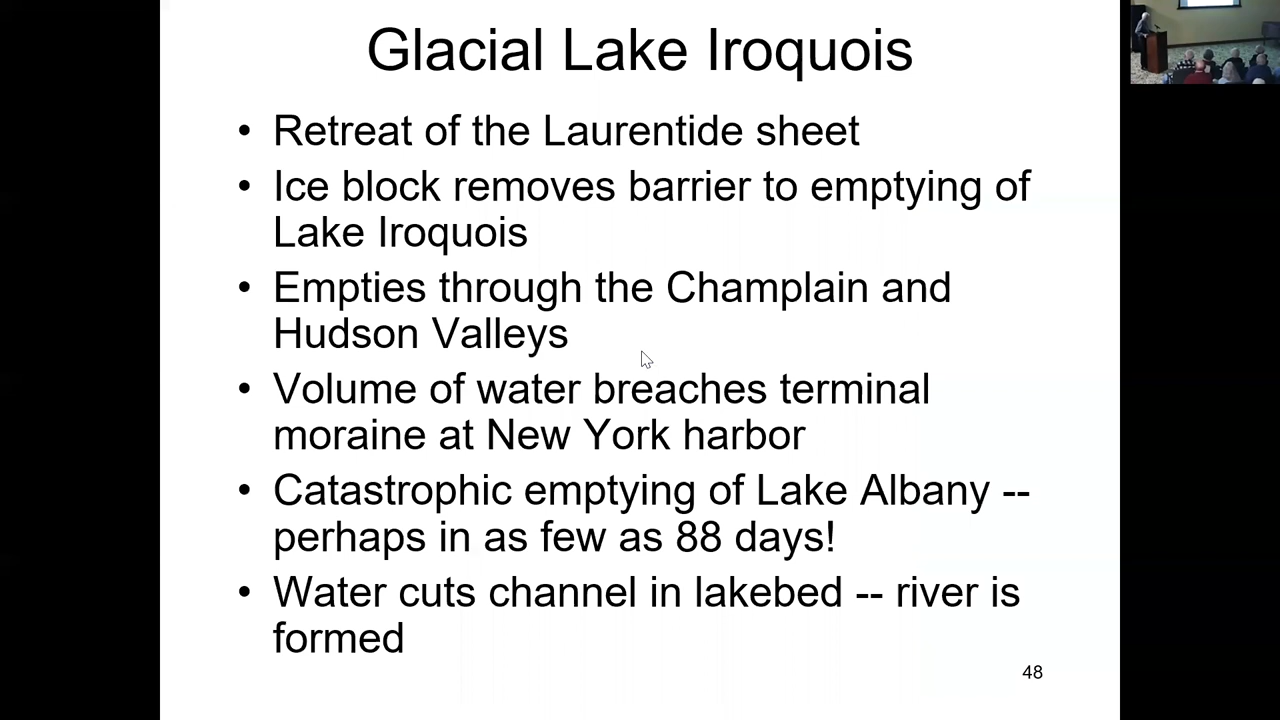 Glacial Lake Iroquois
• Retreat of the Laurentide sheet
• Ice block removes barrier to emptying of
Lake Iroquois
• Empties through the Champlain and
Hudson Valleys
• Volume of water breaches terminal
moraine at New York harbor
• Catastrophic emptying of Lake Albany --
perhaps in as few as 88 days!
• Water cuts channel in lakebed -- river is
formed
48